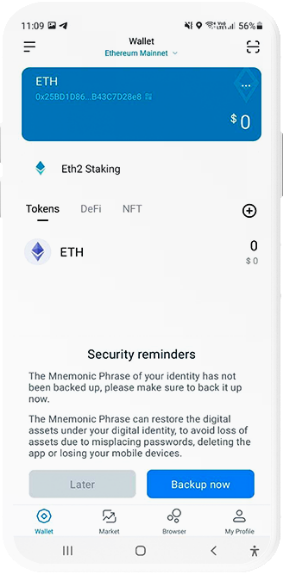 11:09
56%
Wallet
Ethereum Mainnet
ETH
0x25BD1D86...B43C7D28e8
$ 0
Eth2 Staking
Tokens DeFi NFT
ETH
0
$ 0
Security reminders
The Mnemonic Phrase of your identity has not
been backed up, please make sure to back it up
now.
The Mnemonic Phrase can restore the digital
assets under your digital identity, to avoid loss of
assets due to misplacing passwords, deleting the
app or losing your mobile devices.
Later
Backup now
Wallet Market Browser My Profile